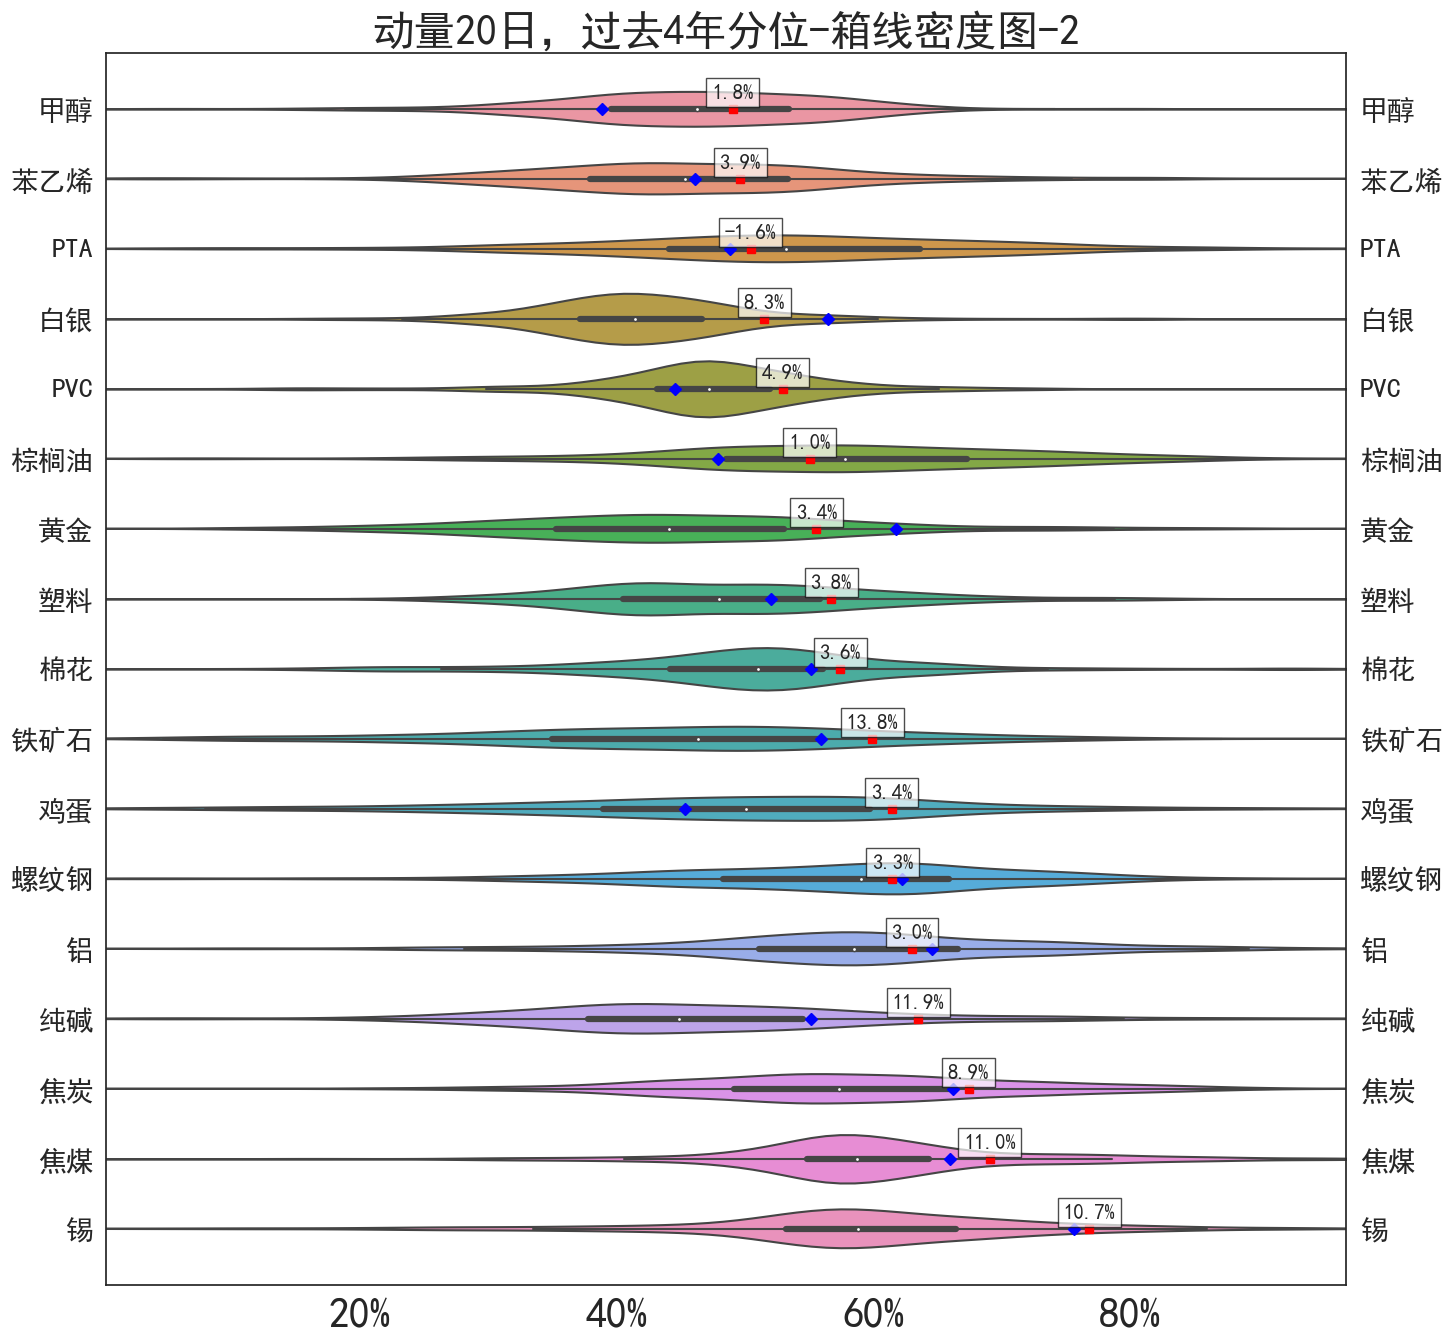 动量20日，过去4年分位-箱线密度图-2
甲醇 1.8% 甲醇
苯乙烯 3.9% 苯乙烯
PTA -1.6% PTA
白银 8.3% 白银
PVC 4.9% PVC
棕榈油 1.0% 棕榈油
黄金 3.4% 黄金
塑料 3.8% 塑料
棉花 3.6% 棉花
铁矿石 13.8% 铁矿石
鸡蛋 3.4% 鸡蛋
螺纹钢 3.3% 螺纹钢
铝 3.0% 铝
纯碱 11.9% 纯碱
焦炭 8.9% 焦炭
焦煤 11.0% 焦煤
锡 10.7% 锡
20% 40% 60% 80%